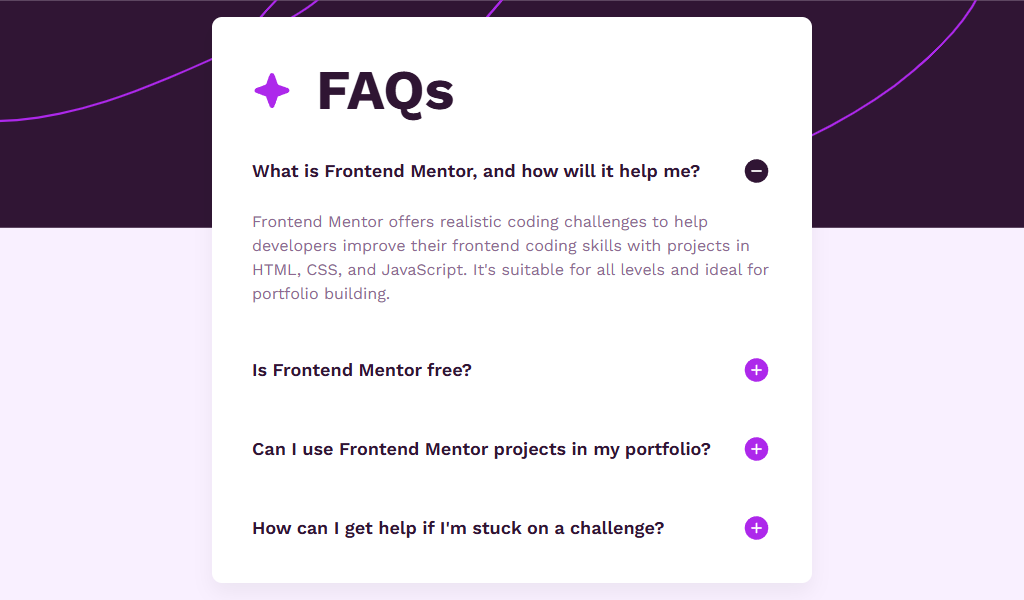 FAQs
What is Frontend Mentor, and how will it help me?
Frontend Mentor offers realistic coding challenges to help
developers improve their frontend coding skills with projects in
HTML, CSS, and JavaScript. It's suitable for all levels and ideal for
portfolio building.
Is Frontend Mentor free?
Can I use Frontend Mentor projects in my portfolio?
How can I get help if I'm stuck on a challenge?